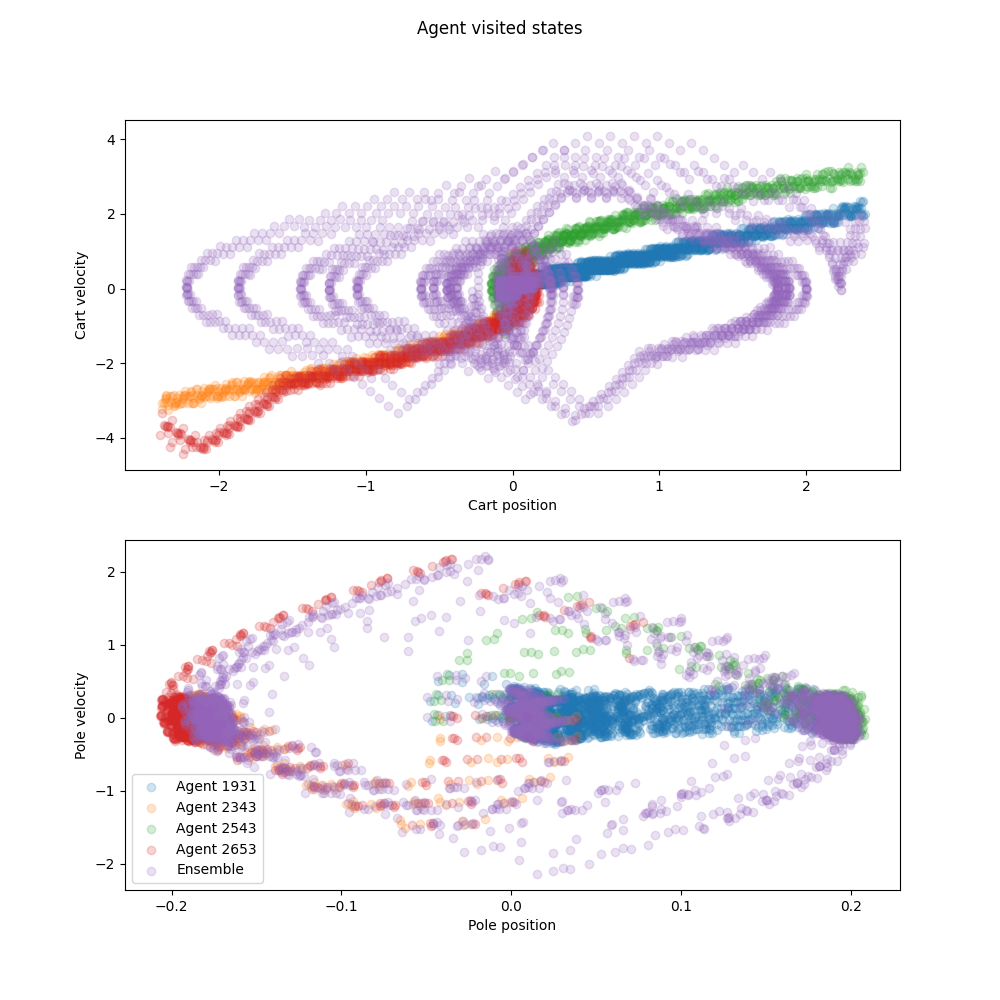 Agent visited states
4
2
0
−2
−4
Cart velocity
−2
−1
0
1
2
Cart position
2
1
0
−1
−2
Pole velocity
Agent 1931
Agent 2343
Agent 2543
Agent 2653
Ensemble
−0.2
−0.1
0.0
0.1
0.2
Pole position